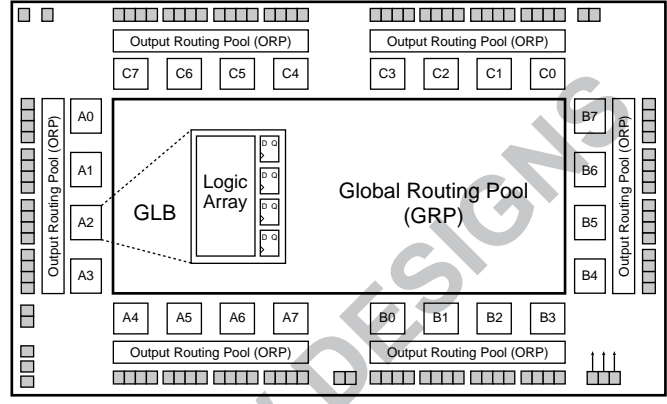 Output Routing Pool (ORP)
Output Routing Pool (ORP)
C7 C6 C5 C4
C3 C2 C1 C0
Output Routing Pool (ORP)
A0
A1
A2
A3
GLB
Logic
Array
D Q
D Q
D Q
D Q
Global Routing Pool
(GRP)
B7
B6
B5
B4
Output Routing Pool (ORP)
A4 A5 A6 A7
B0 B1 B2 B3
Output Routing Pool (ORP)
Output Routing Pool (ORP)
DESIGNS